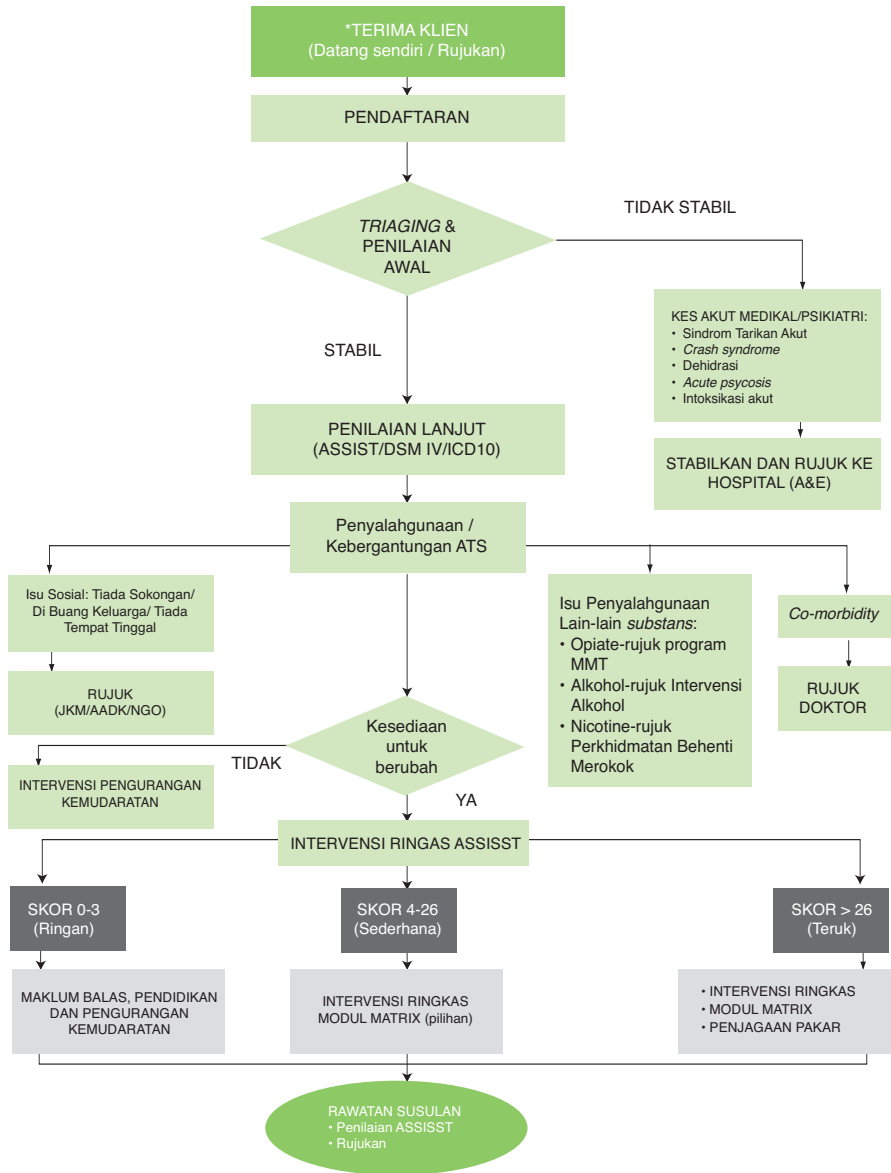 *TERIMA KLIEN
(Datang sendiri / Rujukan)
PENDAFTARAN
TRIAGING &
PENILAIAN
AWAL
TIDAK STABIL
KES AKUT MEDIKAL/PSIKIATRI:
• Sindrom Tarikan Akut
• Crash syndrome
• Dehidrasi
• Acute psycosis
• Intoksikasi akut
STABIL
STABILKAN DAN RUJUK KE
HOSPITAL (A&E)
PENILAIAN LANJUT
(ASSIST/DSM IV/ICD10)
Penyalahgunaan /
Kebergantungan ATS
Isu Sosial: Tiada Sokongan/
Di Buang Keluarga/ Tiada
Tempat Tinggal
RUJUK
(JKM/AADK/NGO)
Isu Penyalahgunaan
Lain-lain substans:
• Opiate-rujuk program
MMT
• Alkohol-rujuk Intervensi
Alkohol
• Nicotine-rujuk
Perkhidmatan Behenti
Merokok
Co-morbidity
RUJUK
DOKTOR
Kesediaan
untuk
berubah
TIDAK
INTERVENSI PENGURANGAN
KEMUDARATAN
YA
INTERVENSI RINGAS ASSISST
SKOR 0-3
(Ringan)
SKOR 4-26
(Sederhana)
SKOR > 26
(Teruk)
MAKLUM BALAS, PENDIDIKAN
DAN PENGURANGAN
KEMUDARATAN
INTERVENSI RINGKAS
MODUL MATRIX (pilihan)
• INTERVENSI RINGKAS
• MODUL MATRIX
• PENJAGAAN PAKAR
RAWATAN SUSULAN
• Penilaian ASSISST
• Rujukan